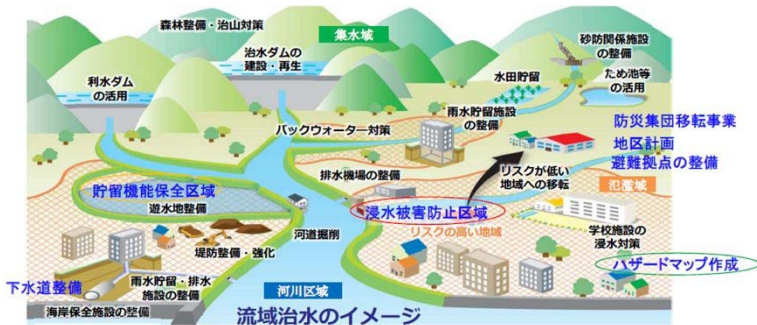 森林整備・治山対策
集水域
治水ダムの
建設・再生
砂防関係施設
の整備
利水ダム
の活用
水田貯留
ため池等
の活用
雨水貯留施設
の整備
バックウォーター対策
防災集団移転事業
地区計画
避難拠点の整備
排水機場の整備
リスクが低い
地域への移転
貯留機能保全区域
遊水地整備
氾濫域
浸水被害防止区域
リスクの高い地域
学校施設の
浸水対策
河道掘削
堤防整備・強化
ハザードマップ作成
下水道整備
雨水貯留・排水
施設の整備
河川区域
海岸保全施設の整備
流域治水のイメージ